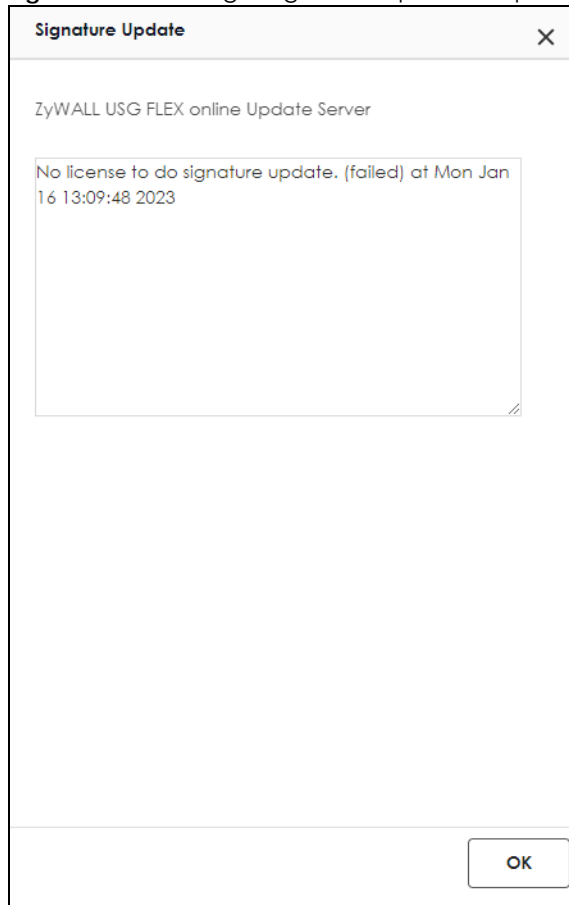 Signature Update
ZyWALL USG FLEX online Update Server
No license to do signature update. (failed) at Mon Jan
16 13:09:48 2023
OK